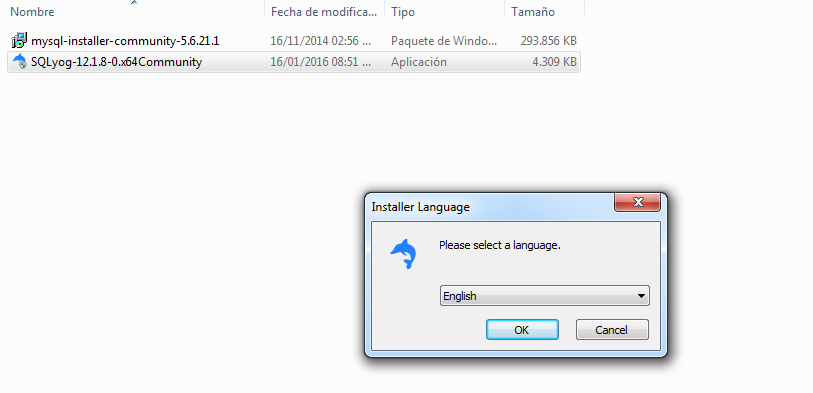 Nombre Fecha de modifica... Tipo Tamaño
mysql-installer-community-5.6.21.1 16/11/2014 02:56 ... Paquete de Windo... 293.856 KB
SQLyog-12.1.8-0.x64Community 16/01/2016 08:51 ... Aplicación 4.309 KB
Installer Language
Please select a language.
English
OK Cancel